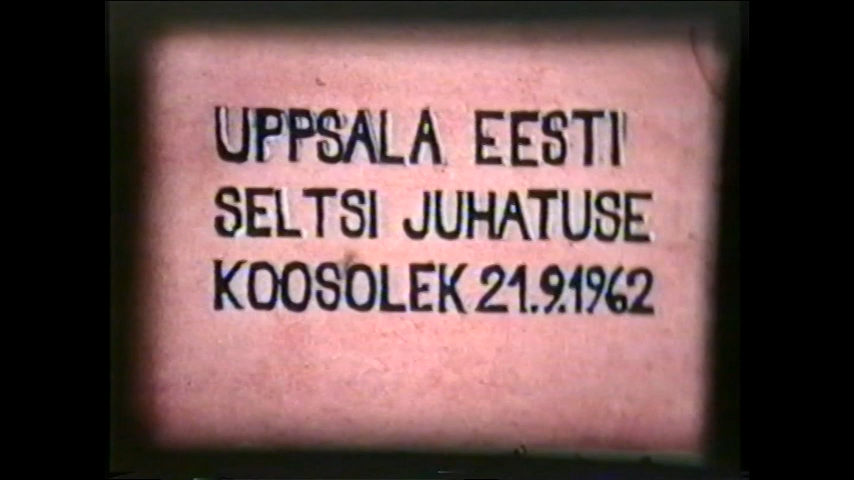 UPPSALA EESTI
SELTSI JUHATUSE
KOOSOLEK 21.9.1962